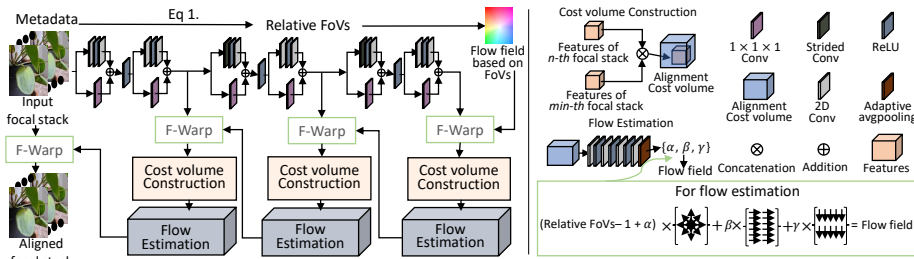 Metadata
Eq 1.
Relative FoVs
Flow field
based on
FoVs
Input
focal stack
F-Warp
F-Warp
F-Warp
F-Warp
Cost volume
Construction
Cost volume
Construction
Cost volume
Construction
Flow
Estimation
Flow
Estimation
Flow
Estimation
Aligned
Cost volume Construction
Features of
n-th focal stack
Features of
min-th focal stack
Alignment
Cost volume
Flow Estimation
{α, β, γ}
Flow field
1 × 1 × 1
Conv
Strided
Conv
ReLU
Alignment
Cost volume
2D
Conv
Adaptive
avgpooling
Concatenation
Addition
Features
For flow estimation
(Relative FoVs− 1 + α) × [ ] + β× [ ] + γ × [ ] = Flow field